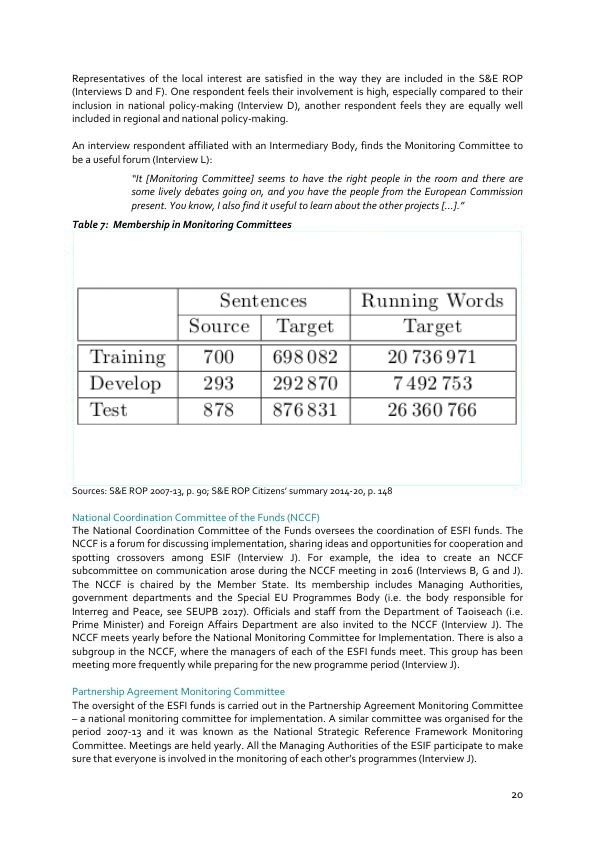 Representatives of the local interest are satisfied in the way they are included in the S&E ROP
(Interviews D and F). One respondent feels their involvement is high, especially compared to their
inclusion in national policy-making (Interview D), another respondent feels they are equally well
included in regional and national policy-making.
An interview respondent affiliated with an Intermediary Body, finds the Monitoring Committee to
be a useful forum (Interview L):
“It [Monitoring Committee] seems to have the right people in the room and there are
some lively debates going on, and you have the people from the European Commission
present. You know, I also find it useful to learn about the other projects […].”
Table 7: Membership in Monitoring Committees
Sentences Running Words
Source Target Target
Training 700 698 082 20 736 971
Develop 293 292 870 7 492 753
Test 878 876 831 26 360 766
Sources: S&E ROP 2007-13, p. 90; S&E ROP Citizens’ summary 2014-20, p. 148
National Coordination Committee of the Funds (NCCF)
The National Coordination Committee of the Funds oversees the coordination of ESFI funds. The
NCCF is a forum for discussing implementation, sharing ideas and opportunities for cooperation and
spotting crossovers among ESIF (Interview J). For example, the idea to create an NCCF
subcommittee on communication arose during the NCCF meeting in 2016 (Interviews B, G and J).
The NCCF is chaired by the Member State. Its membership includes Managing Authorities,
government departments and the Special EU Programmes Body (i.e. the body responsible for
Interreg and Peace, see SEUPB 2017). Officials and staff from the Department of Taoiseach (i.e.
Prime Minister) and Foreign Affairs Department are also invited to the NCCF (Interview J). The
NCCF meets yearly before the National Monitoring Committee for Implementation. There is also a
subgroup in the NCCF, where the managers of each of the ESFI funds meet. This group has been
meeting more frequently while preparing for the new programme period (Interview J).
Partnership Agreement Monitoring Committee
The oversight of the ESFI funds is carried out in the Partnership Agreement Monitoring Committee
– a national monitoring committee for implementation. A similar committee was organised for the
period 2007-13 and it was known as the National Strategic Reference Framework Monitoring
Committee. Meetings are held yearly. All the Managing Authorities of the ESIF participate to make
sure that everyone is involved in the monitoring of each other’s programmes (Interview J).
20